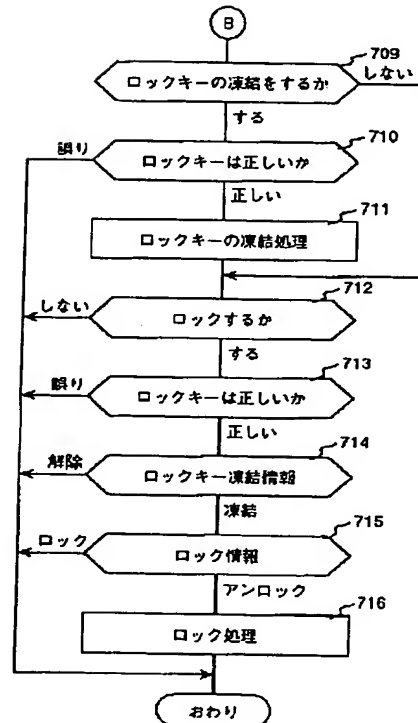 B
709
ロックキーの凍結をするか
しない
する
710
誤り
ロックキーは正しいか
正しい
711
ロックキーの凍結処理
712
しない
ロックするか
する
713
誤り
ロックキーは正しいか
正しい
714
解除
ロックキー凍結情報
凍結
715
ロック
ロック情報
アンロック
716
ロック処理
おわり